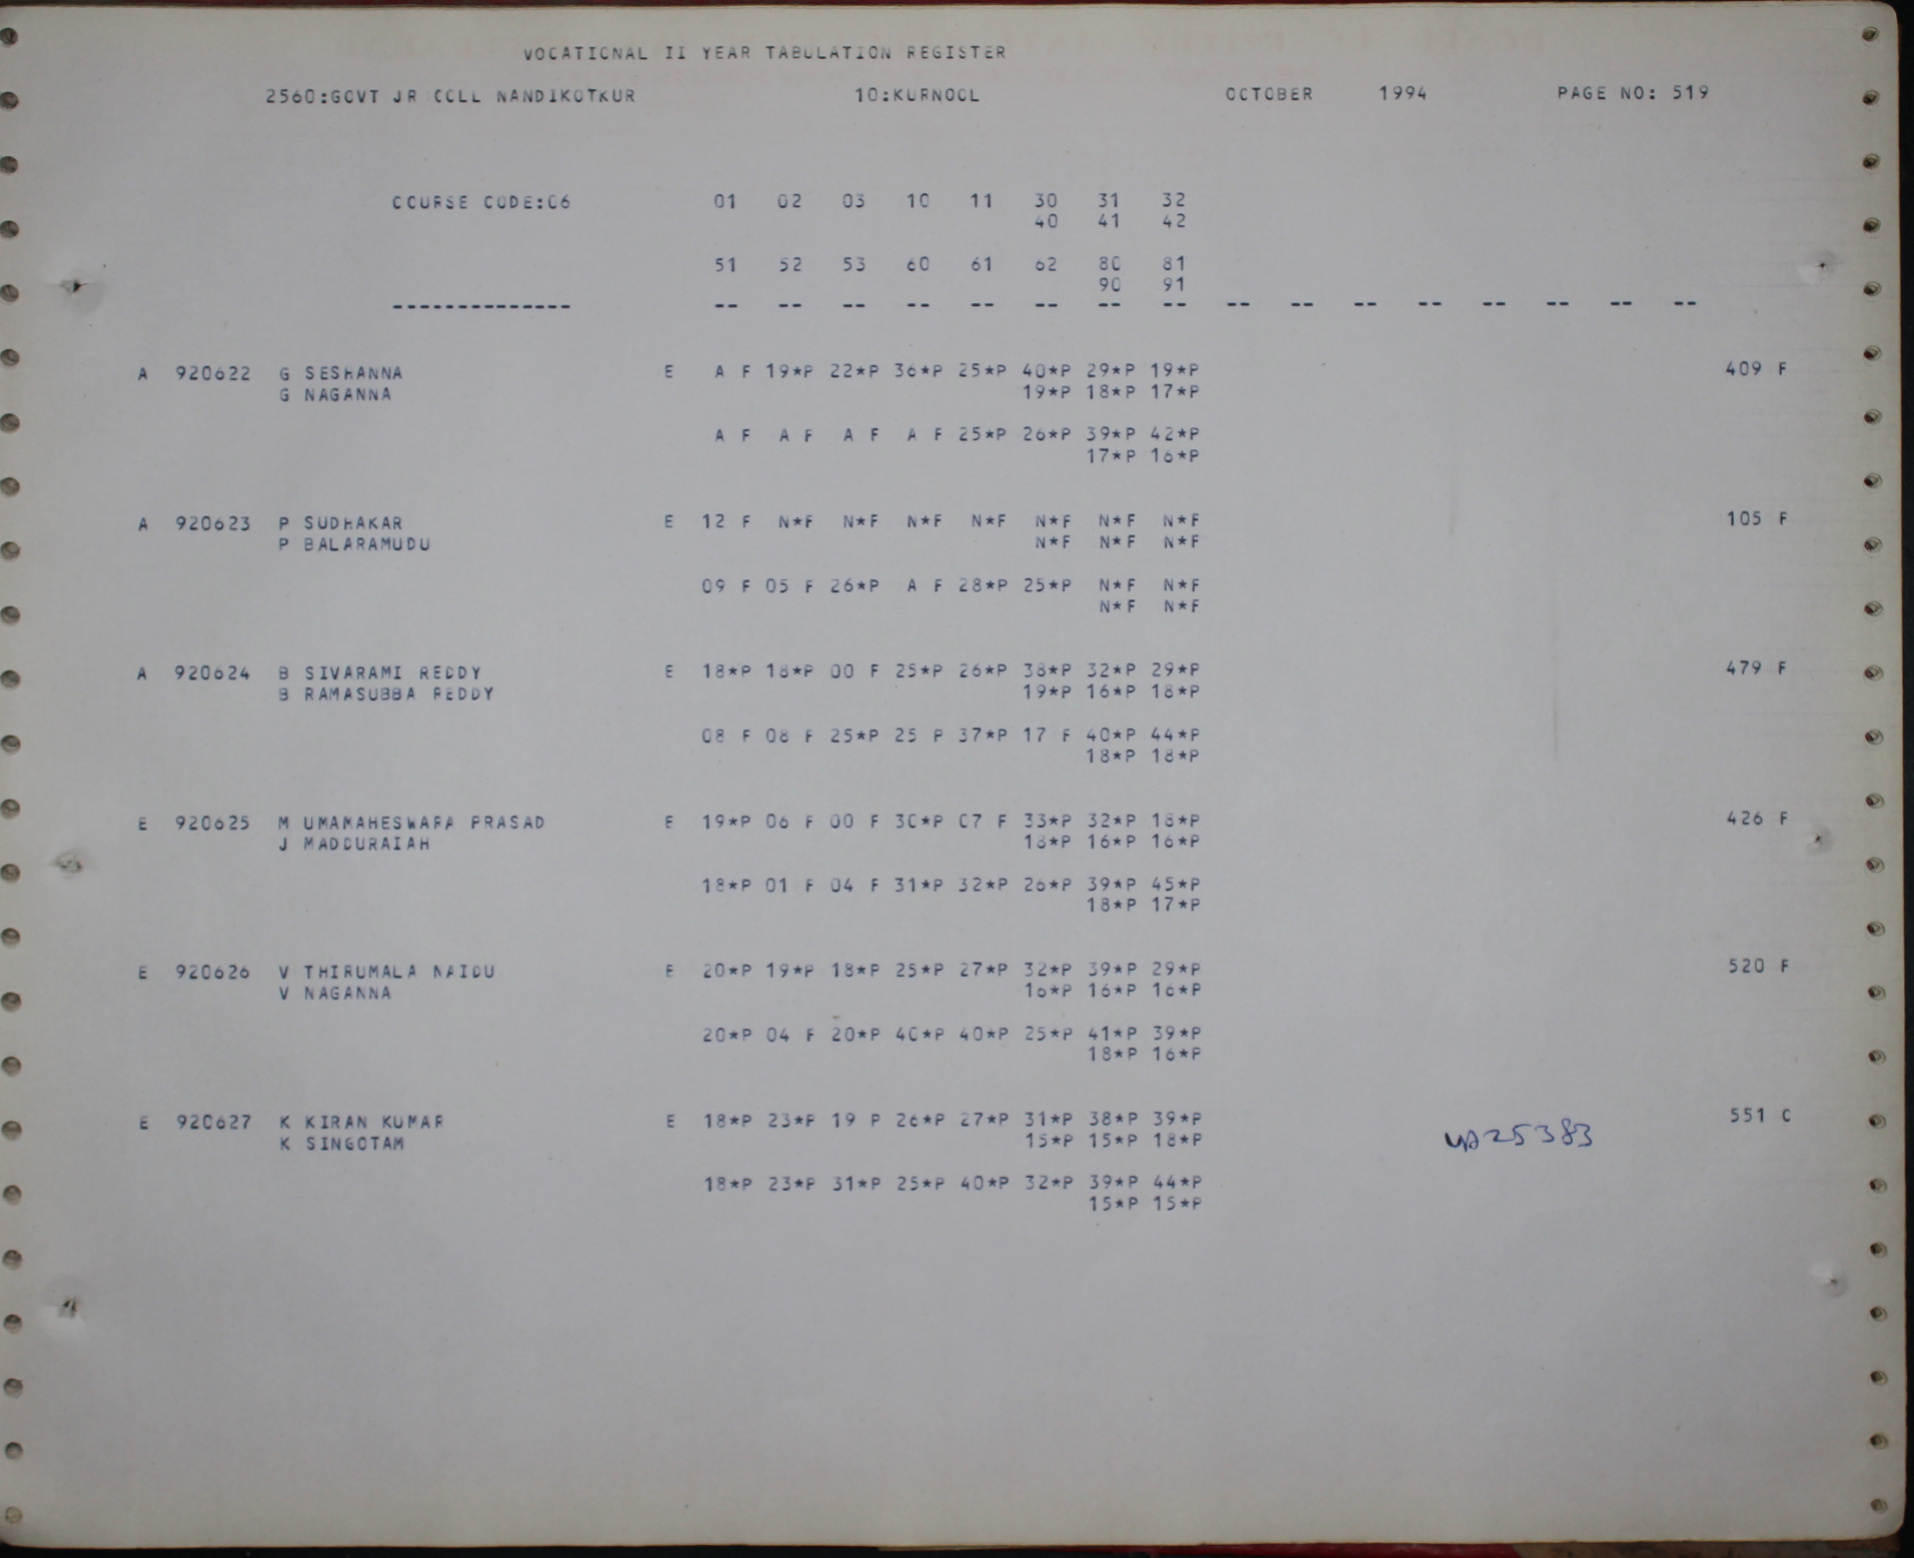 VOCATIONAL II YEAR TABULATION REGISTER
2560:GOVT JR COLL NANDIKOTKUR 10:KURNOOL OCTOBER 1994 PAGE NO: 519
COURSE CODE:06 01 02 03 10 11 30 31 32
40 41 42
51 52 53 60 61 62 80 81
90 91
-------------- -- -- -- -- -- -- -- -- -- -- -- -- -- -- -- --
A 920622 G SESHANNA E A F 19*P 22*P 36*P 25*P 40*P 29*P 19*P 409 F
G NAGANNA 19*P 18*P 17*P
A F A F A F A F 25*P 26*P 39*P 42*P
17*P 16*P
A 920623 P SUDHAKAR E 12 F N*F N*F N*F N*F N*F N*F N*F 105 F
P BALARAMUDU N*F N*F N*F
09 F 05 F 26*P A F 28*P 25*P N*F N*F
N*F N*F
A 920624 B SIVARAMI REDDY E 18*P 18*P 00 F 25*P 26*P 38*P 32*P 29*P 479 F
B RAMASUBBA REDDY 19*P 16*P 18*P
08 F 08 F 25*P 25 P 37*P 17 F 40*P 44*P
18*P 18*P
E 920625 M UMAMAHESWARA PRASAD E 19*P 06 F 00 F 30*P 07 F 33*P 32*P 18*P 426 F
J MADDURAIAH 18*P 16*P 16*P
18*P 01 F 04 F 31*P 32*P 26*P 39*P 45*P
18*P 17*P
E 920626 V THIRUMALA NAIDU E 20*P 19*P 18*P 25*P 27*P 32*P 39*P 29*P 520 F
V NAGANNA 16*P 16*P 16*P
20*P 04 F 20*P 40*P 40*P 25*P 41*P 39*P
18*P 16*P
E 920627 K KIRAN KUMAR E 18*P 23*P 19 P 26*P 27*P 31*P 38*P 39*P 551 C
K SINGOTAM 15*P 15*P 18*P
18*P 23*P 31*P 25*P 40*P 32*P 39*P 44*P
15*P 15*P